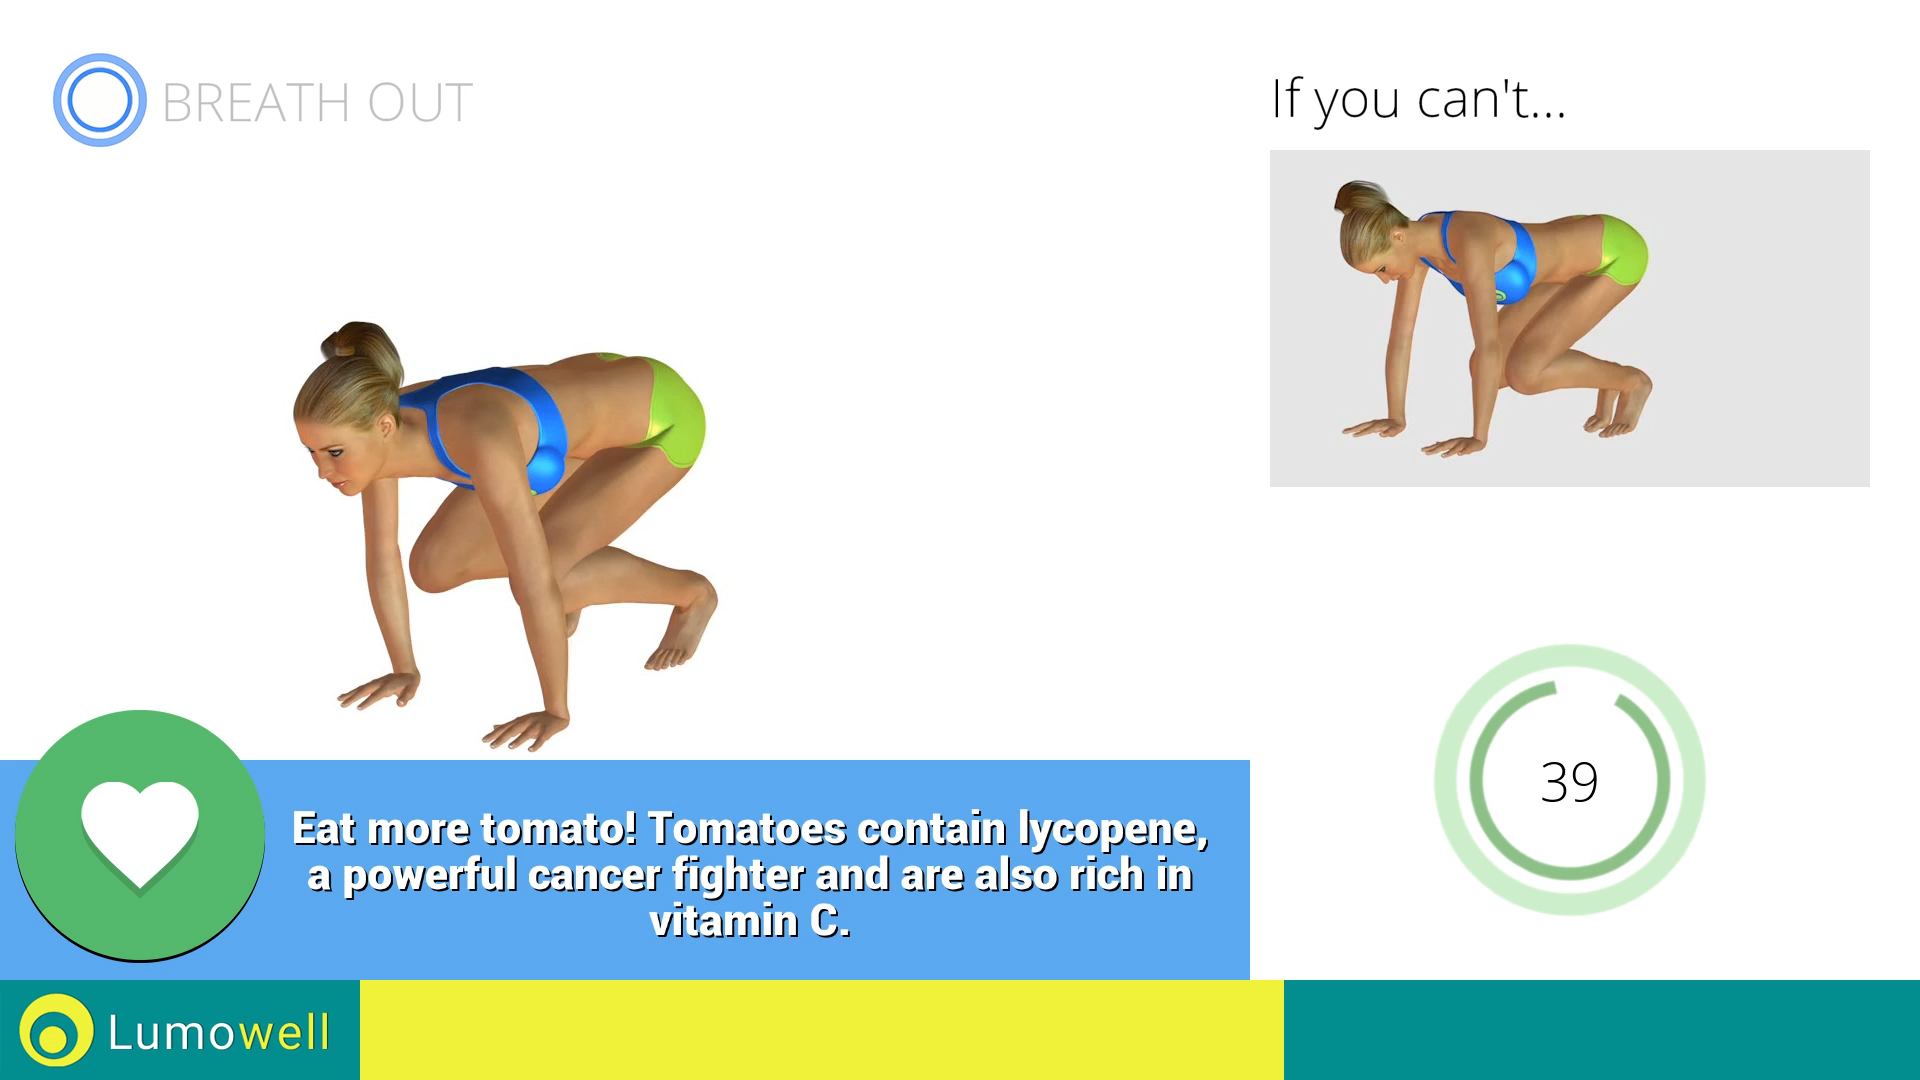 BREATH OUT
If you can't...
39
Eat more tomato! Tomatoes contain lycopene,
a powerful cancer fighter and are also rich in
vitamin C.
Lumowell